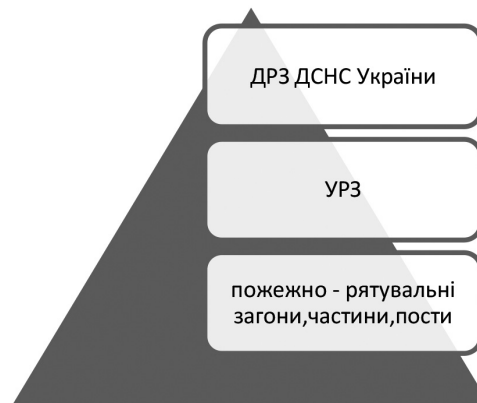 ДРЗ ДСНС України
УРЗ
пожежно - рятувальні
загони,частини,пости